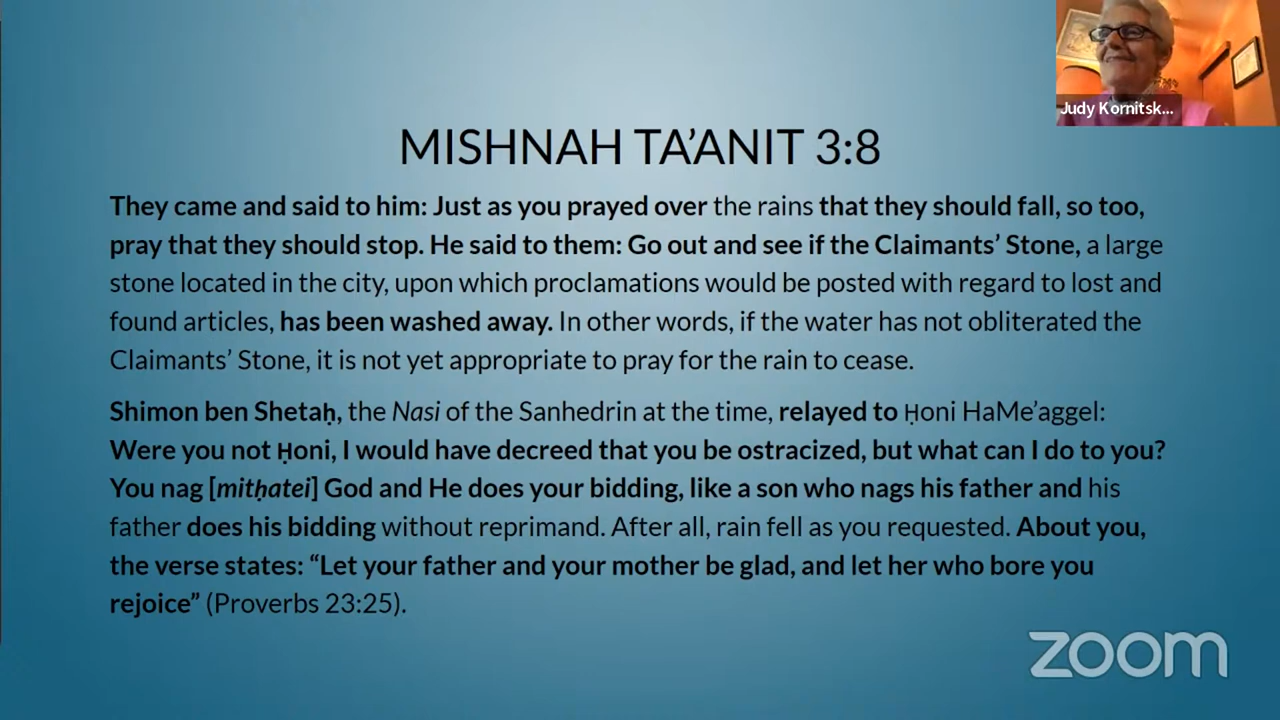 Judy Kornitsk...
MISHNAH TA’ANIT 3:8
They came and said to him: Just as you prayed over the rains that they should fall, so too,
pray that they should stop. He said to them: Go out and see if the Claimants’ Stone, a large
stone located in the city, upon which proclamations would be posted with regard to lost and
found articles, has been washed away. In other words, if the water has not obliterated the
Claimants’ Stone, it is not yet appropriate to pray for the rain to cease.
Shimon ben Shetaḥ, the Nasi of the Sanhedrin at the time, relayed to Ḥoni HaMe’aggel:
Were you not Ḥoni, I would have decreed that you be ostracized, but what can I do to you?
You nag [mitḥatei] God and He does your bidding, like a son who nags his father and his
father does his bidding without reprimand. After all, rain fell as you requested. About you,
the verse states: “Let your father and your mother be glad, and let her who bore you
rejoice” (Proverbs 23:25).
zoom